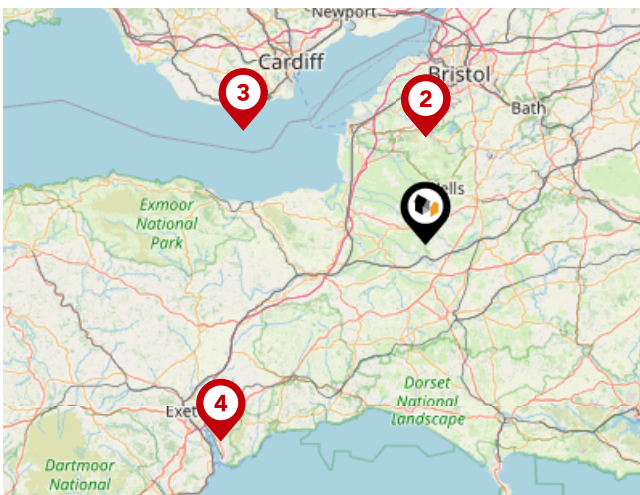 Newport
Cardiff
Bristol
3
2
Bath
ells
Exmoor
National
Park
Dorset
National
Landscape
4
Exet
Dartmoor
National